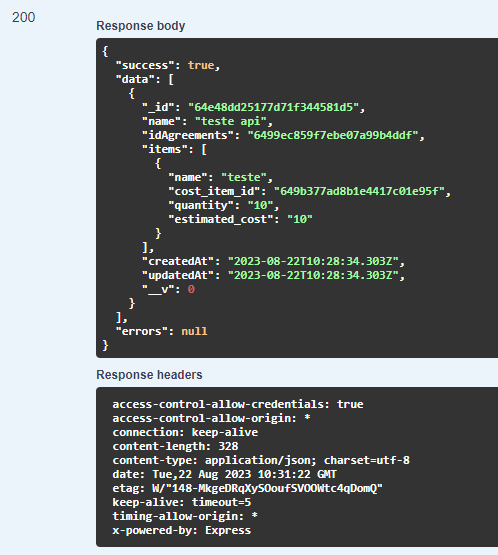 200
Response body
{
  "success": true,
  "data": [
    {
      "_id": "64e48dd25177d71f344581d5",
      "name": "teste api",
      "idAgreements": "6499ec859f7ebe07a99b4ddf",
      "items": [
        {
          "name": "teste",
          "cost_item_id": "649b377ad8b1e4417c01e95f",
          "quantity": "10",
          "estimated_cost": "10"
        }
      ],
      "createdAt": "2023-08-22T10:28:34.303Z",
      "updatedAt": "2023-08-22T10:28:34.303Z",
      "__v": 0
    }
  ],
  "errors": null
}
Response headers
access-control-allow-credentials: true
access-control-allow-origin: *
connection: keep-alive
content-length: 328
content-type: application/json; charset=utf-8
date: Tue,22 Aug 2023 10:31:22 GMT
etag: W/"148-MkgeDRqXySOoufSVOOWtc4qDomQ"
keep-alive: timeout=5
timing-allow-origin: *
x-powered-by: Express